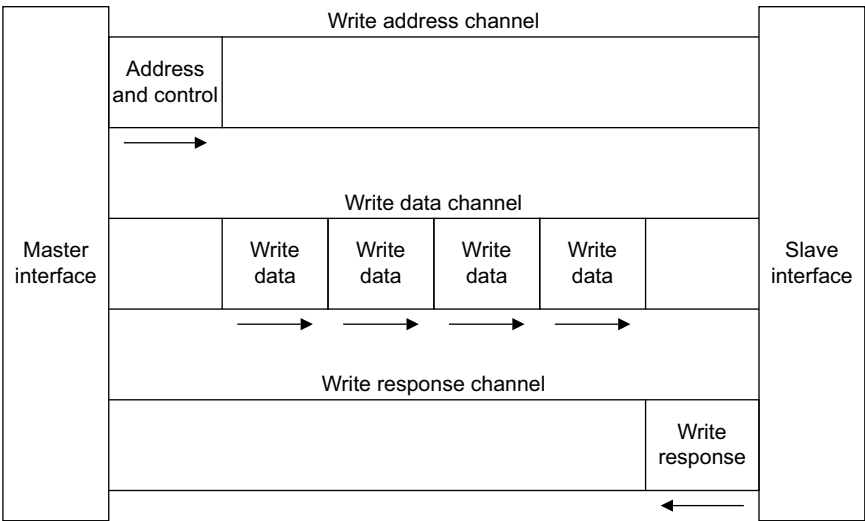 Write address channel
Address
and control
Write data channel
Master
interface
Write
data
Write
data
Write
data
Write
data
Slave
interface
Write response channel
Write
response